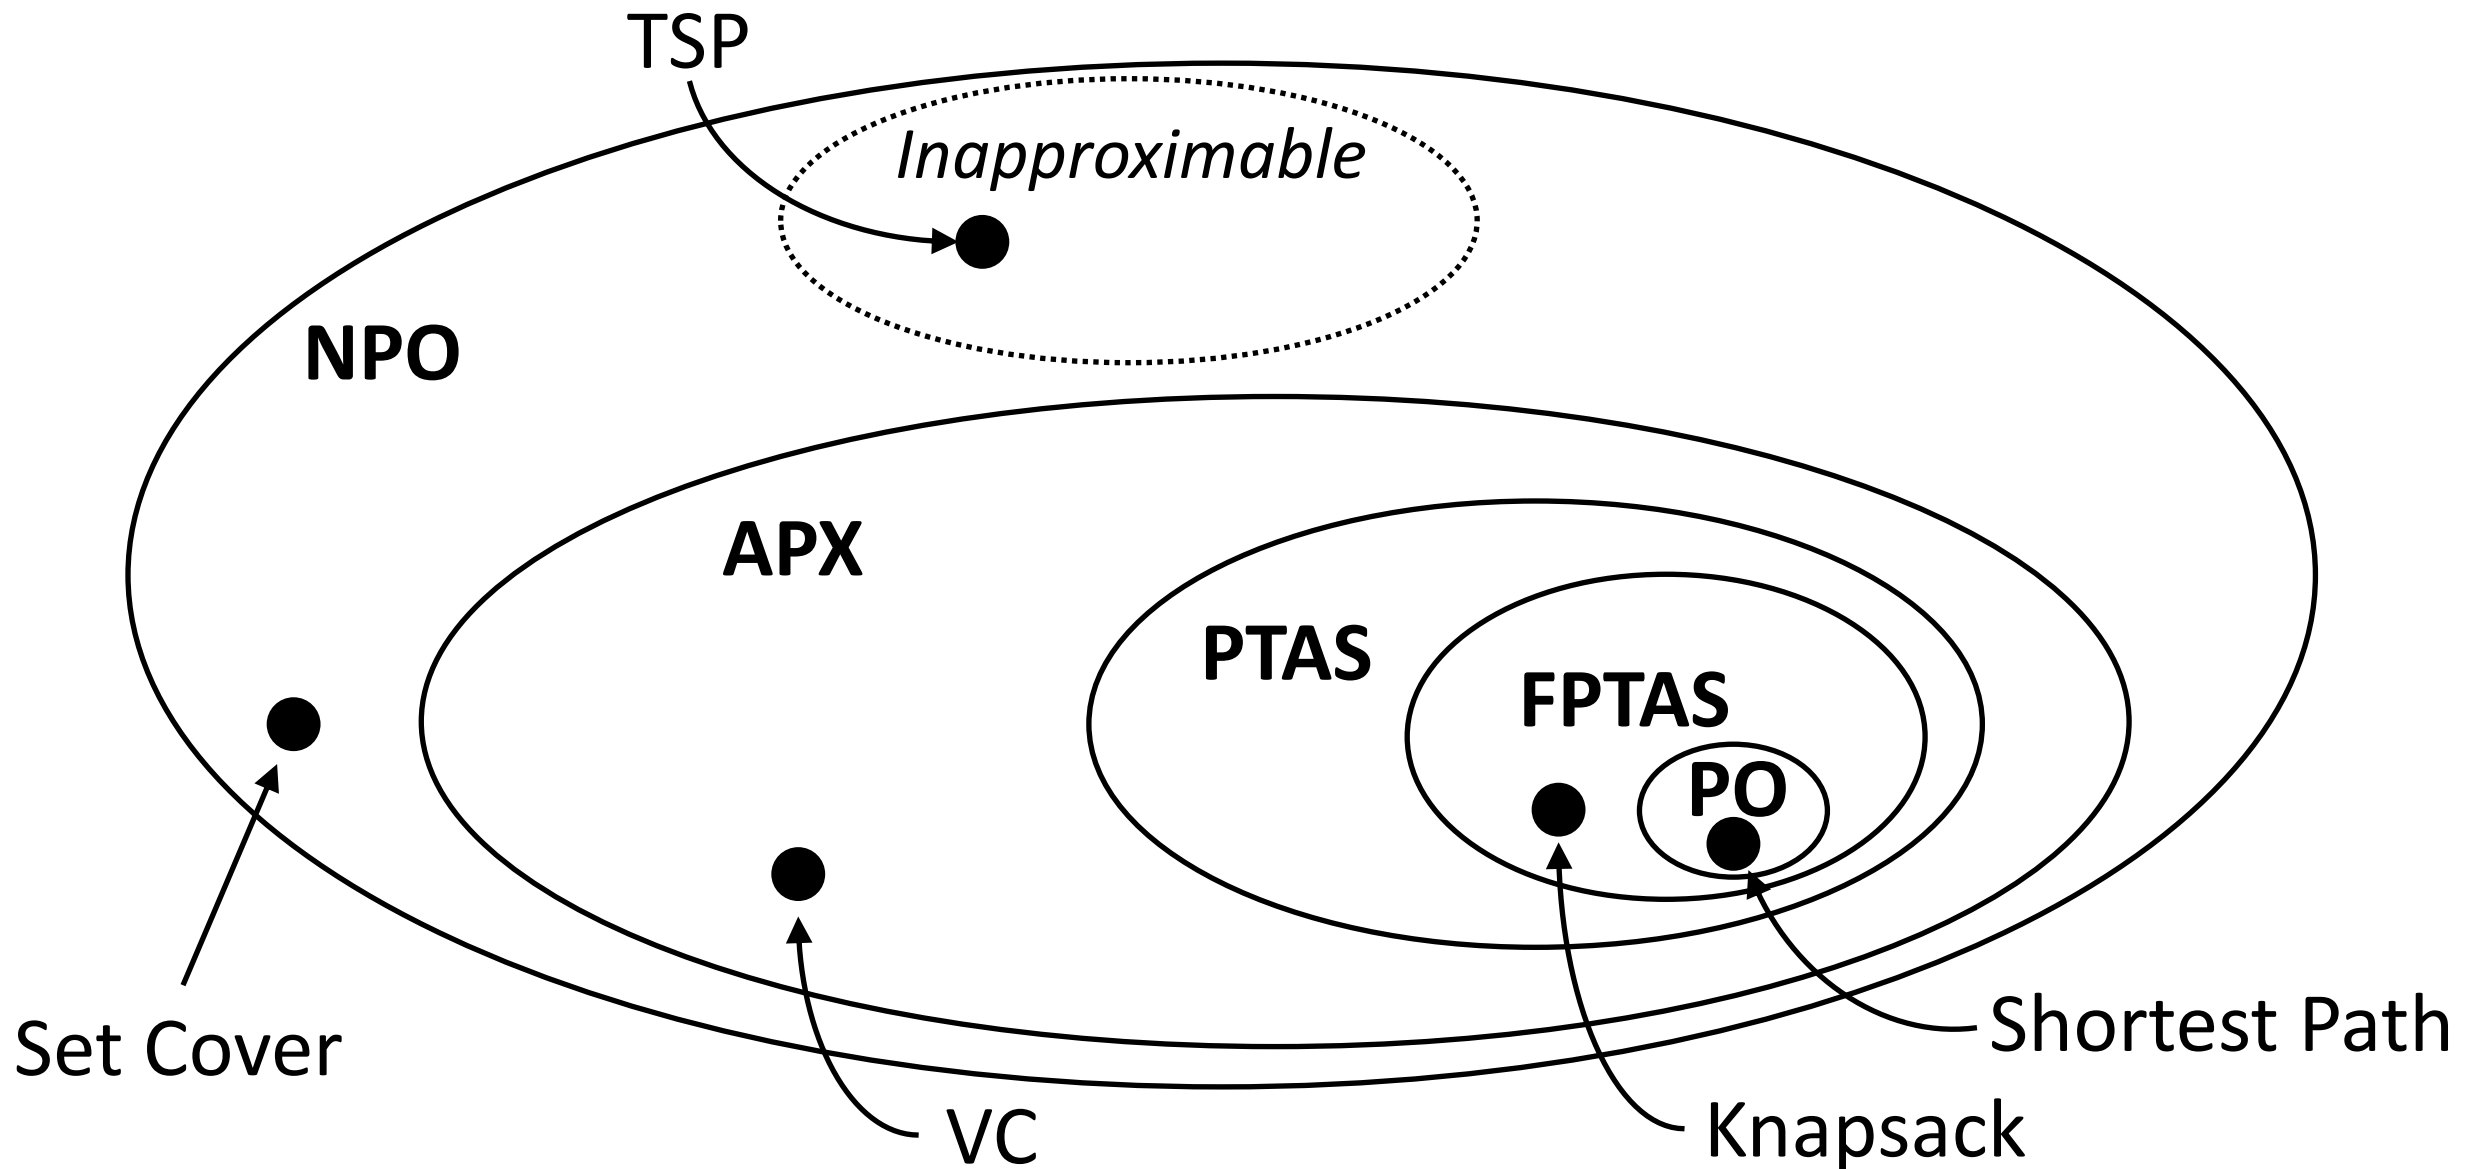 TSP
Inapproximable
NPO
APX
PTAS
FPTAS
PO
Set Cover
Shortest Path
VC
Knapsack